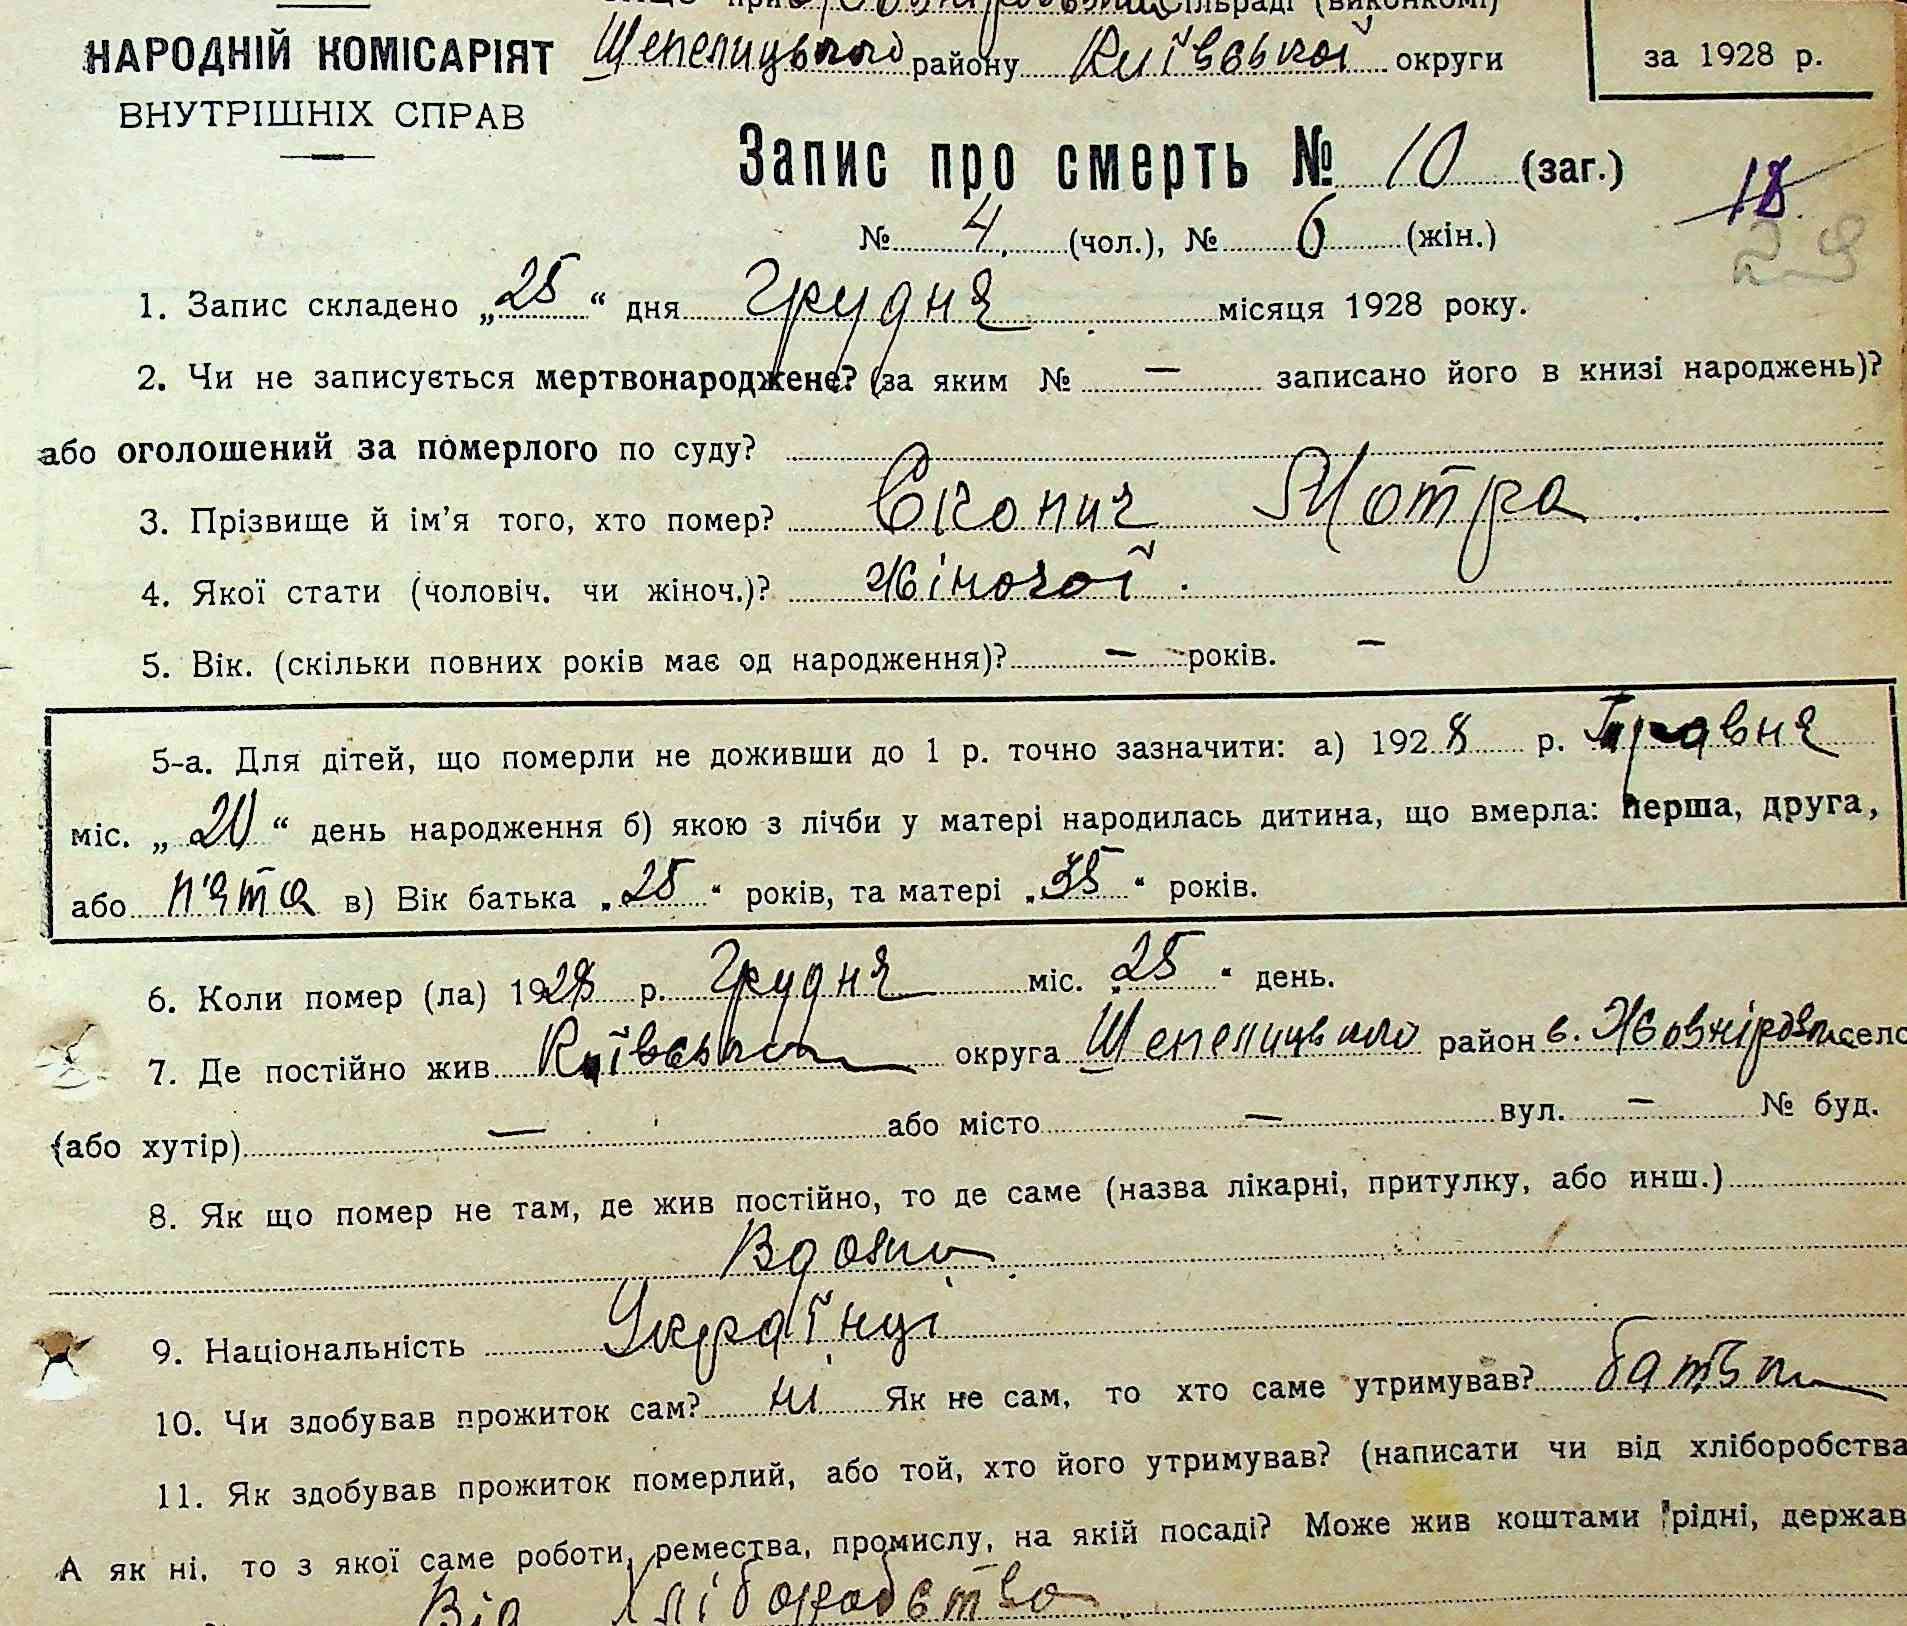 сільраді (виконкомі)
НАРОДНІЙ КОМІСАРІЯТ
ВНУТРІШНІХ СПРАВ
Шепелицького району Київської округи
за 1928 р.
Запис про смерть № 10 (заг.)
№ 4 (чол.), № 6 (жін.)
18
29
1. Запис складено „25“ дня Грудня місяця 1928 року.
2. Чи не записується мертвонароджене? (за яким № — записано його в книзі народжень)?
або оголошений за померлого по суду?
3. Прізвище й ім'я того, хто помер? Скопич Мотра
4. Якої стати (чоловіч. чи жіноч.)? жіночої
5. Вік. (скільки повних років має од народження)? — років. —
5-а. Для дітей, що померли не доживши до 1 р. точно зазначити: а) 1928 р. Травня
міс. „20“ день народження б) якою з лічби у матері народилась дитина, що вмерла: перша, друга,
або п'ята в) Вік батька „25“ років, та матері „35“ років.
6. Коли помер (ла) 1928 р. Грудня міс. „25“ день.
7. Де постійно жив округа Шепелицького район с. село
(або хутір) — або місто — вул. — № буд.
8. Як що помер не там, де жив постійно, то де саме (назва лікарні, притулку, або инш.)
Вдома
9. Національність Українці
10. Чи здобував прожиток сам? ні Як не сам, то хто саме утримував? батьки
11. Як здобував прожиток померлий, або той, хто його утримував? (написати чи від хліборобства
А як ні, то з якої саме роботи, ремества, промислу, на якій посаді? Може жив коштами рідні, держав
Від Хліборобство